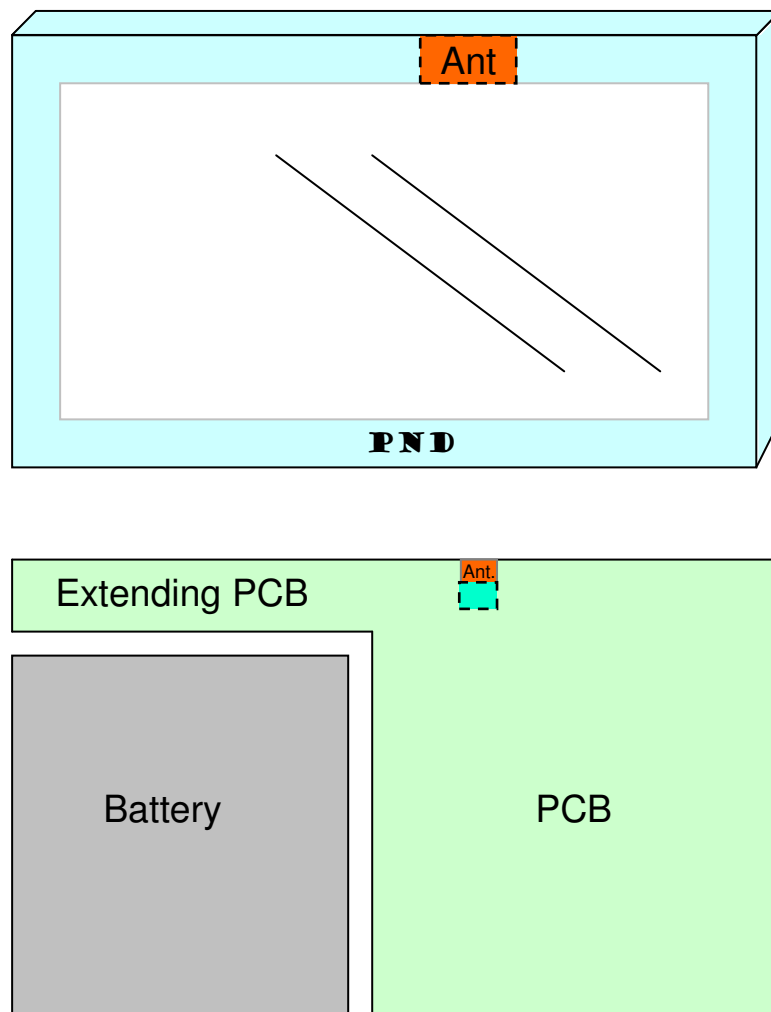 Ant
PND
Ant.
Extending PCB
Battery
PCB